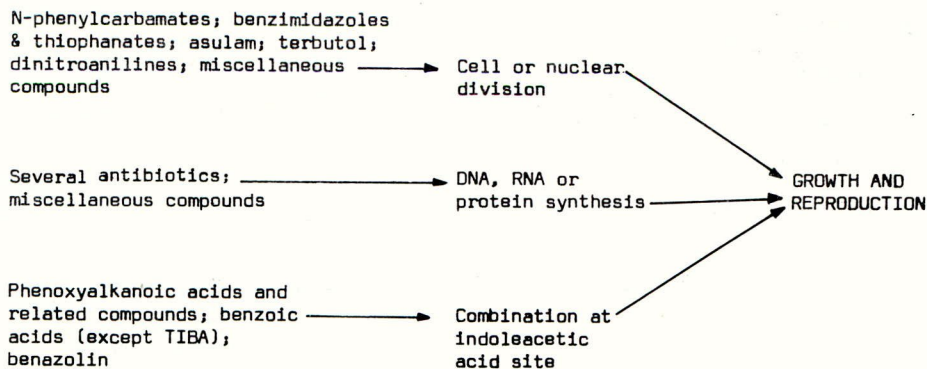 N-phenylcarbamates; benzimidazoles
& thiophanates; asulam; terbutol;
dinitroanilines; miscellaneous
compounds
Cell or nuclear
division
Several antibiotics;
miscellaneous compounds
DNA, RNA or
protein synthesis
GROWTH AND
REPRODUCTION
Phenoxyalkanoic acids and
related compounds; benzoic
acids (except TIBA);
benazolin
Combination at
indoleacetic
acid site